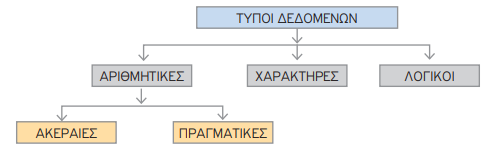 ΤΥΠΟΙ ΔΕΔΟΜΕΝΩΝ
ΑΡΙΘΜΗΤΙΚΕΣ ΧΑΡΑΚΤΗΡΕΣ ΛΟΓΙΚΟΙ
ΑΚΕΡΑΙΕΣ ΠΡΑΓΜΑΤΙΚΕΣ